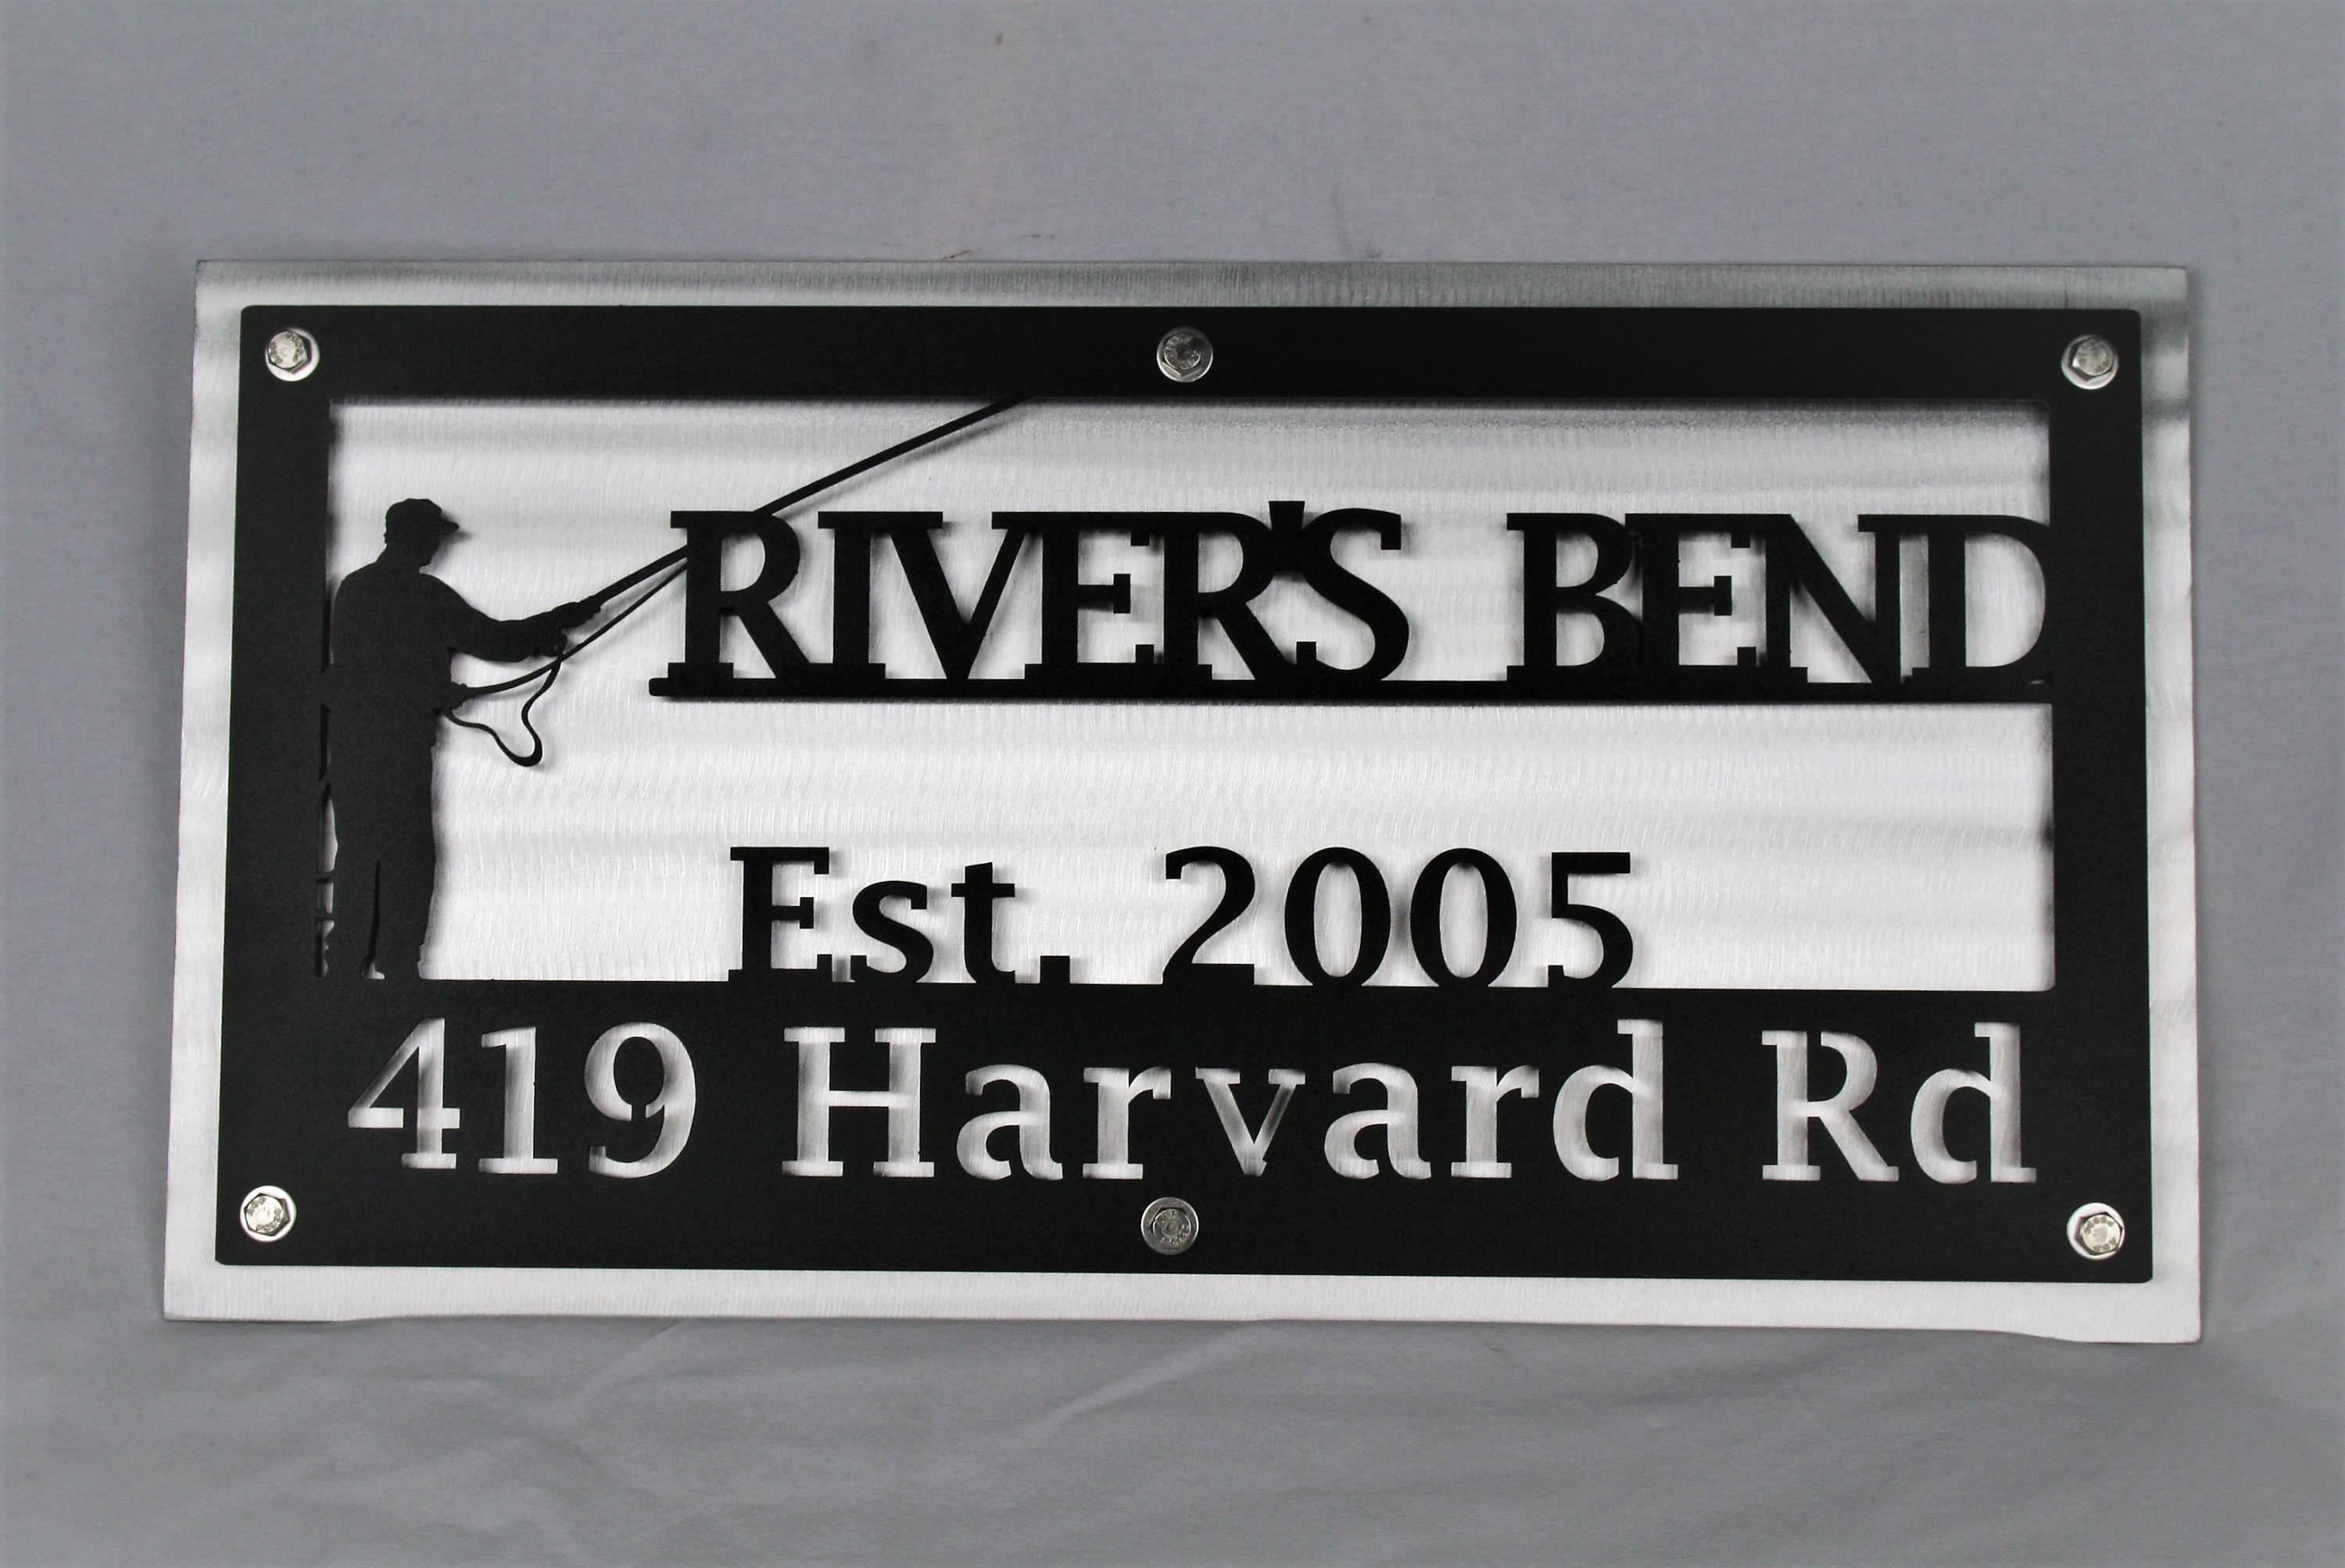 RIVER'S BEND
Est. 2005
419 Harvard Rd